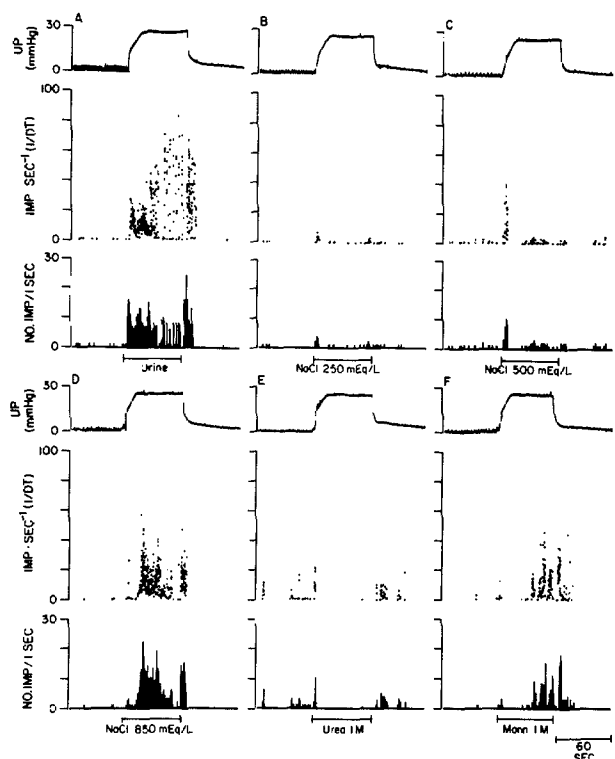 A B C
UP
(mmHg)
30
0
IMP SEC⁻¹ (1/DT)
100
0
NO. IMP/1 SEC
30
0
Urine
NaCl 250 mEq/L
NaCl 500 mEq/L
D E F
UP
mmHg
30
0
IMP·SEC⁻¹ (1/DT)
100
0
NO.IMP/1 SEC
30
0
NaCl 850 mEq/L
Urea 1M
Mann 1M
60
SEC